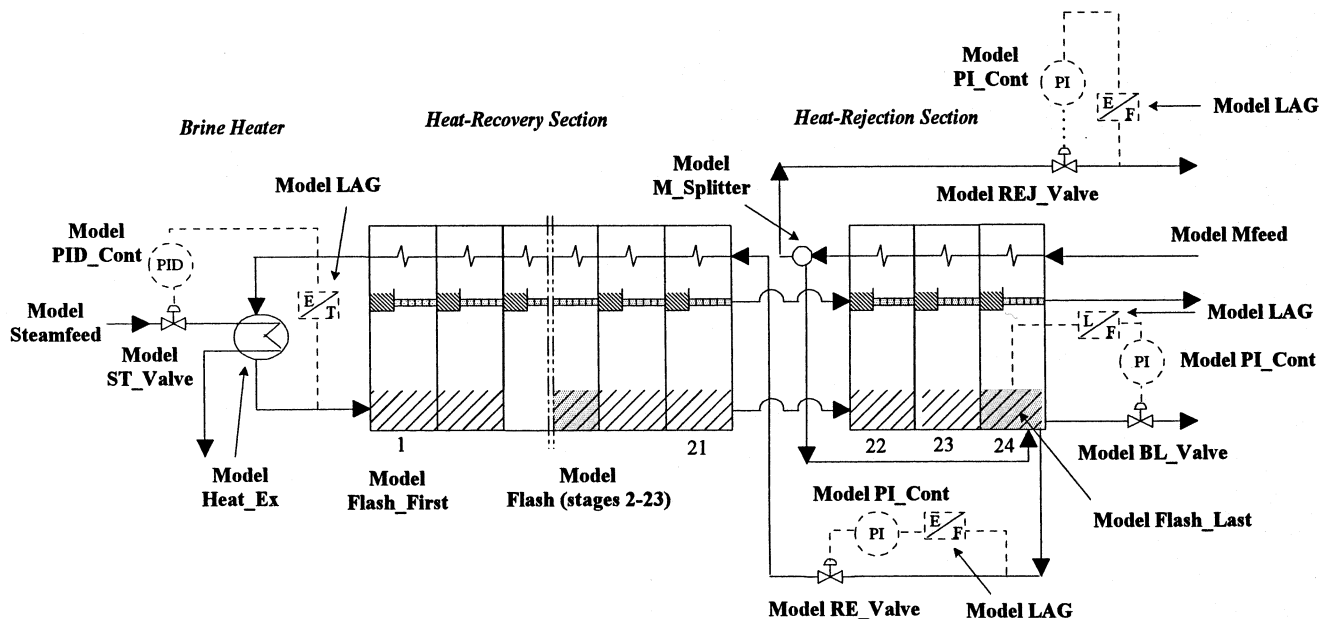 Model
PI_Cont
PI
E
F
Model LAG
Brine Heater
Heat-Recovery Section
Heat-Rejection Section
Model
M_Splitter
Model REJ_Valve
Model LAG
Model
PID_Cont
PID
Model Mfeed
E
T
Model
Steamfeed
Model
ST_Valve
Model LAG
L
F
Model PI_Cont
PI
1
21
22
23
24
Model BL_Valve
Model
Heat_Ex
Model
Flash_First
Model
Flash (stages 2-23)
Model PI_Cont
PI
E
F
Model Flash_Last
Model RE_Valve
Model LAG